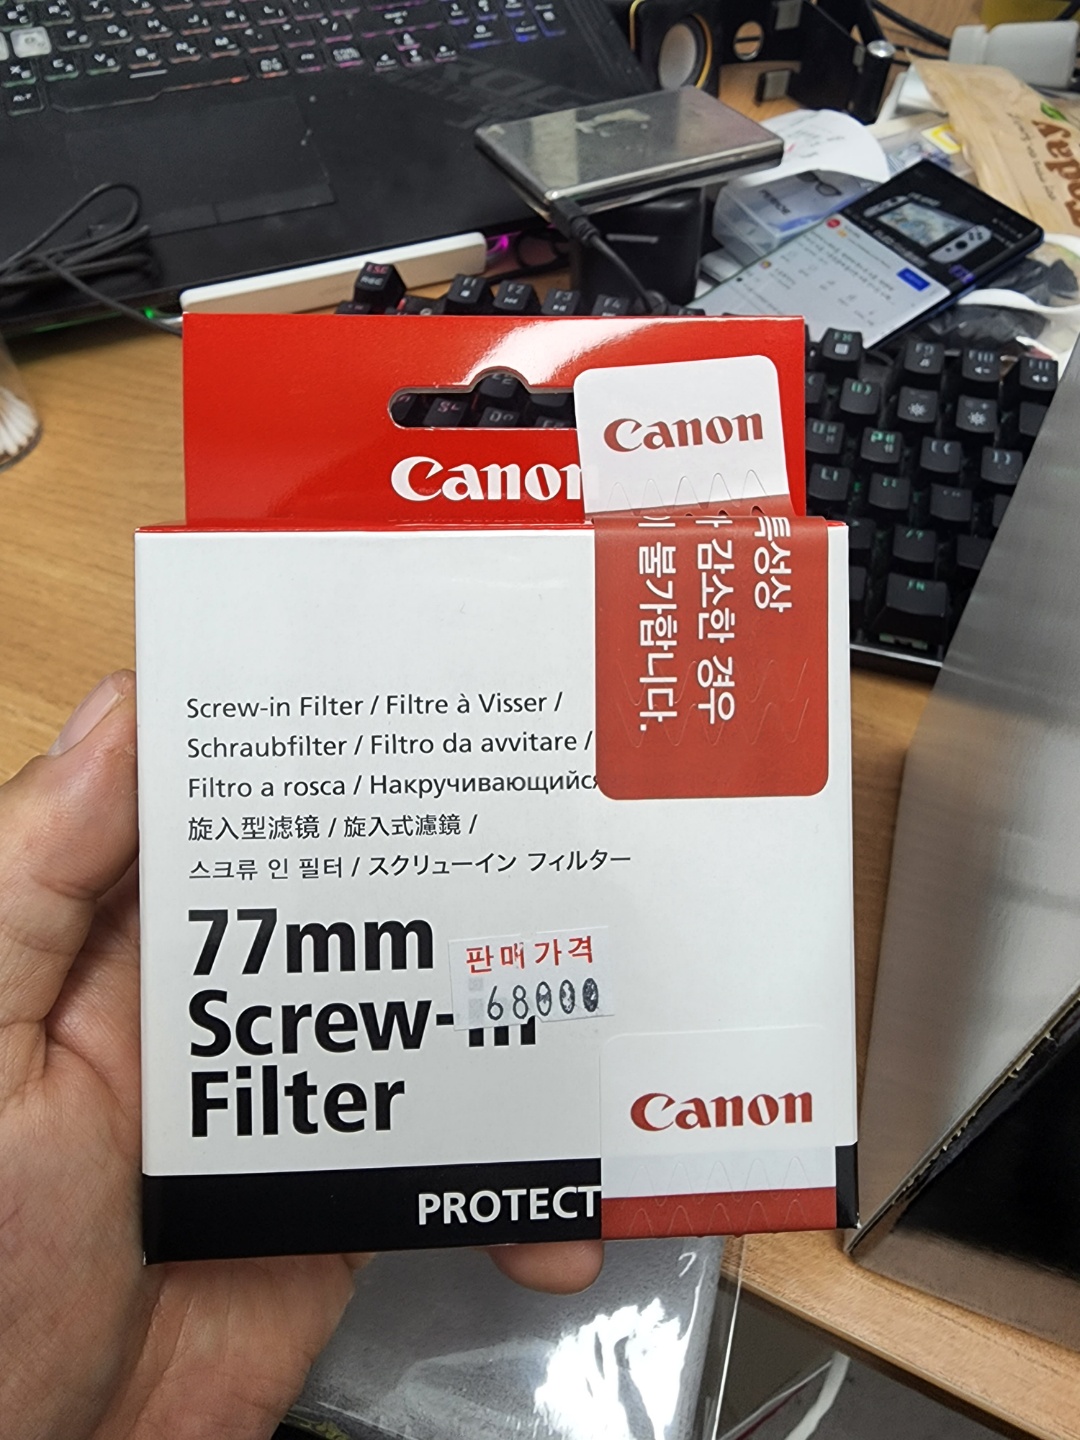 Canon
Canon
특성상
감소한 경우
불가합니다.
Screw-in Filter / Filtre à Visser /
Schraubfilter / Filtro da avvitare /
Filtro a rosca / Накручивающийся
旋入型滤镜 / 旋入式濾鏡 /
스크류 인 필터 / スクリューイン フィルター
77mm
Screw-in
Filter
판매가격
68000
Canon
PROTECT
Today